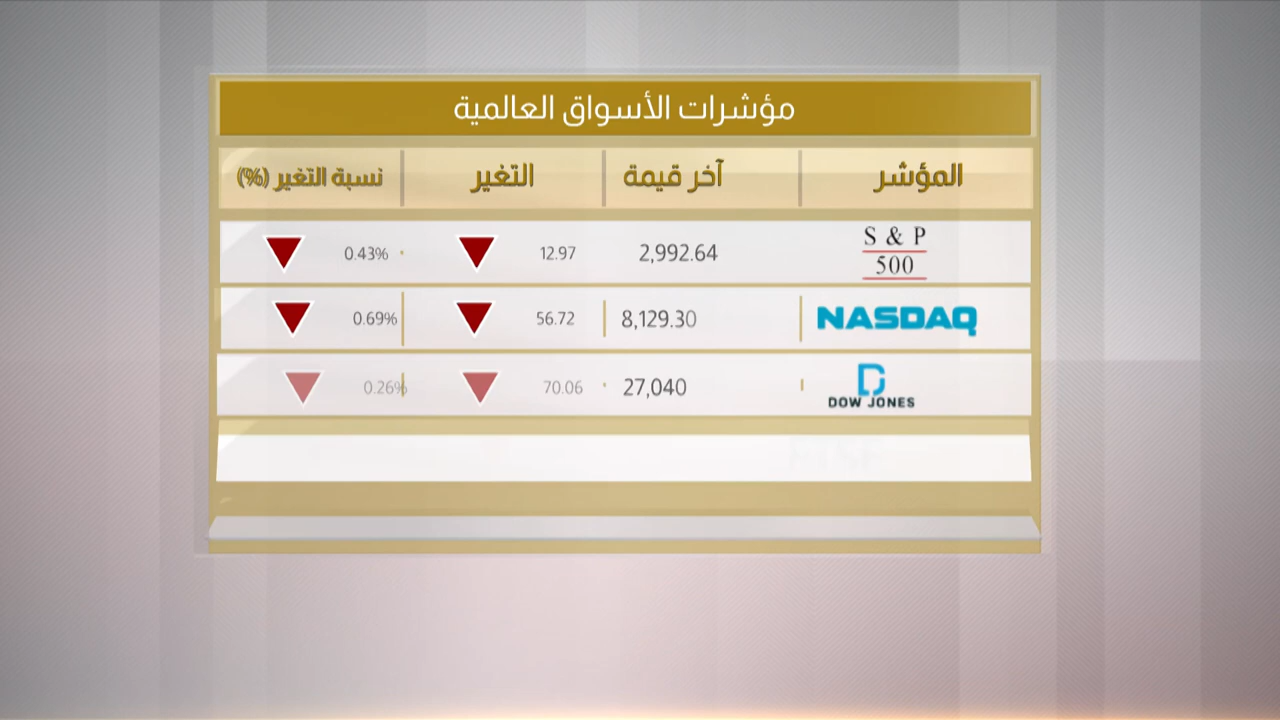 مؤشرات الأسواق العالمية
المؤشر آخر قيمة التغير نسبة التغير (%)
S & P
500
2,992.64 12.97 0.43%
NASDAQ 8,129.30 56.72 0.69%
DOW JONES 27,040 70.06 0.26%